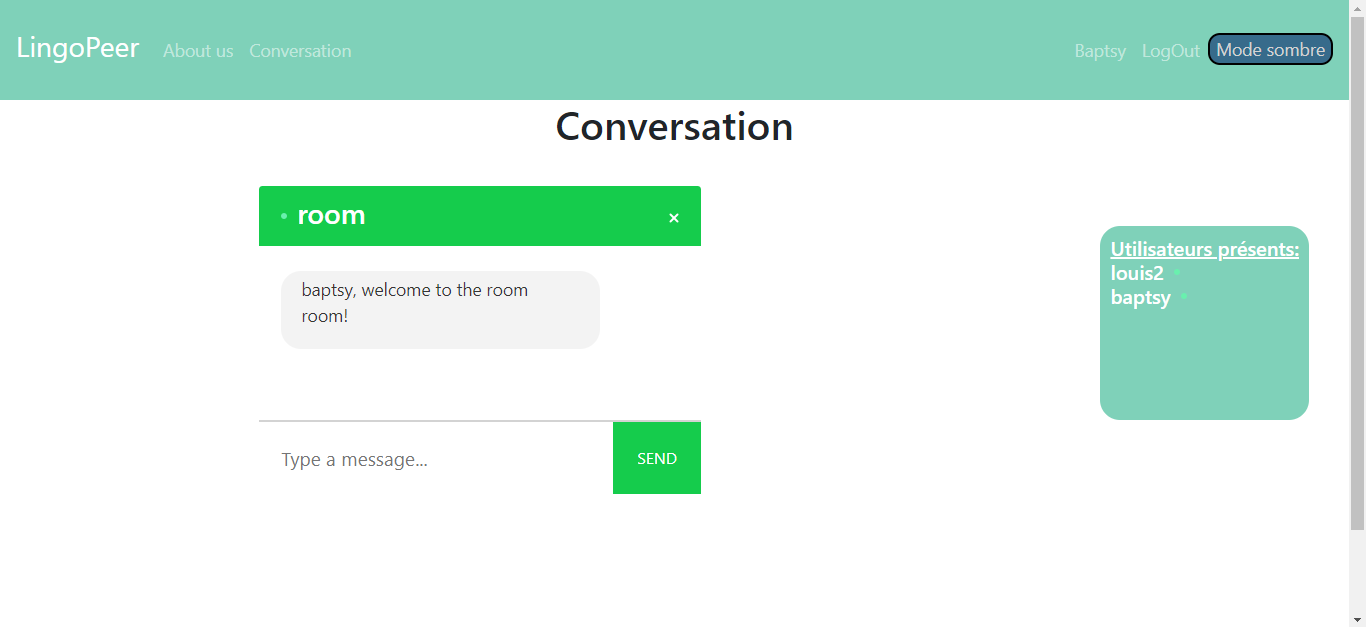 LingoPeer About us Conversation Baptsy LogOut Mode sombre
Conversation
room ×
baptsy, welcome to the room
room!
Type a message...
SEND
Utilisateurs présents:
louis2
baptsy